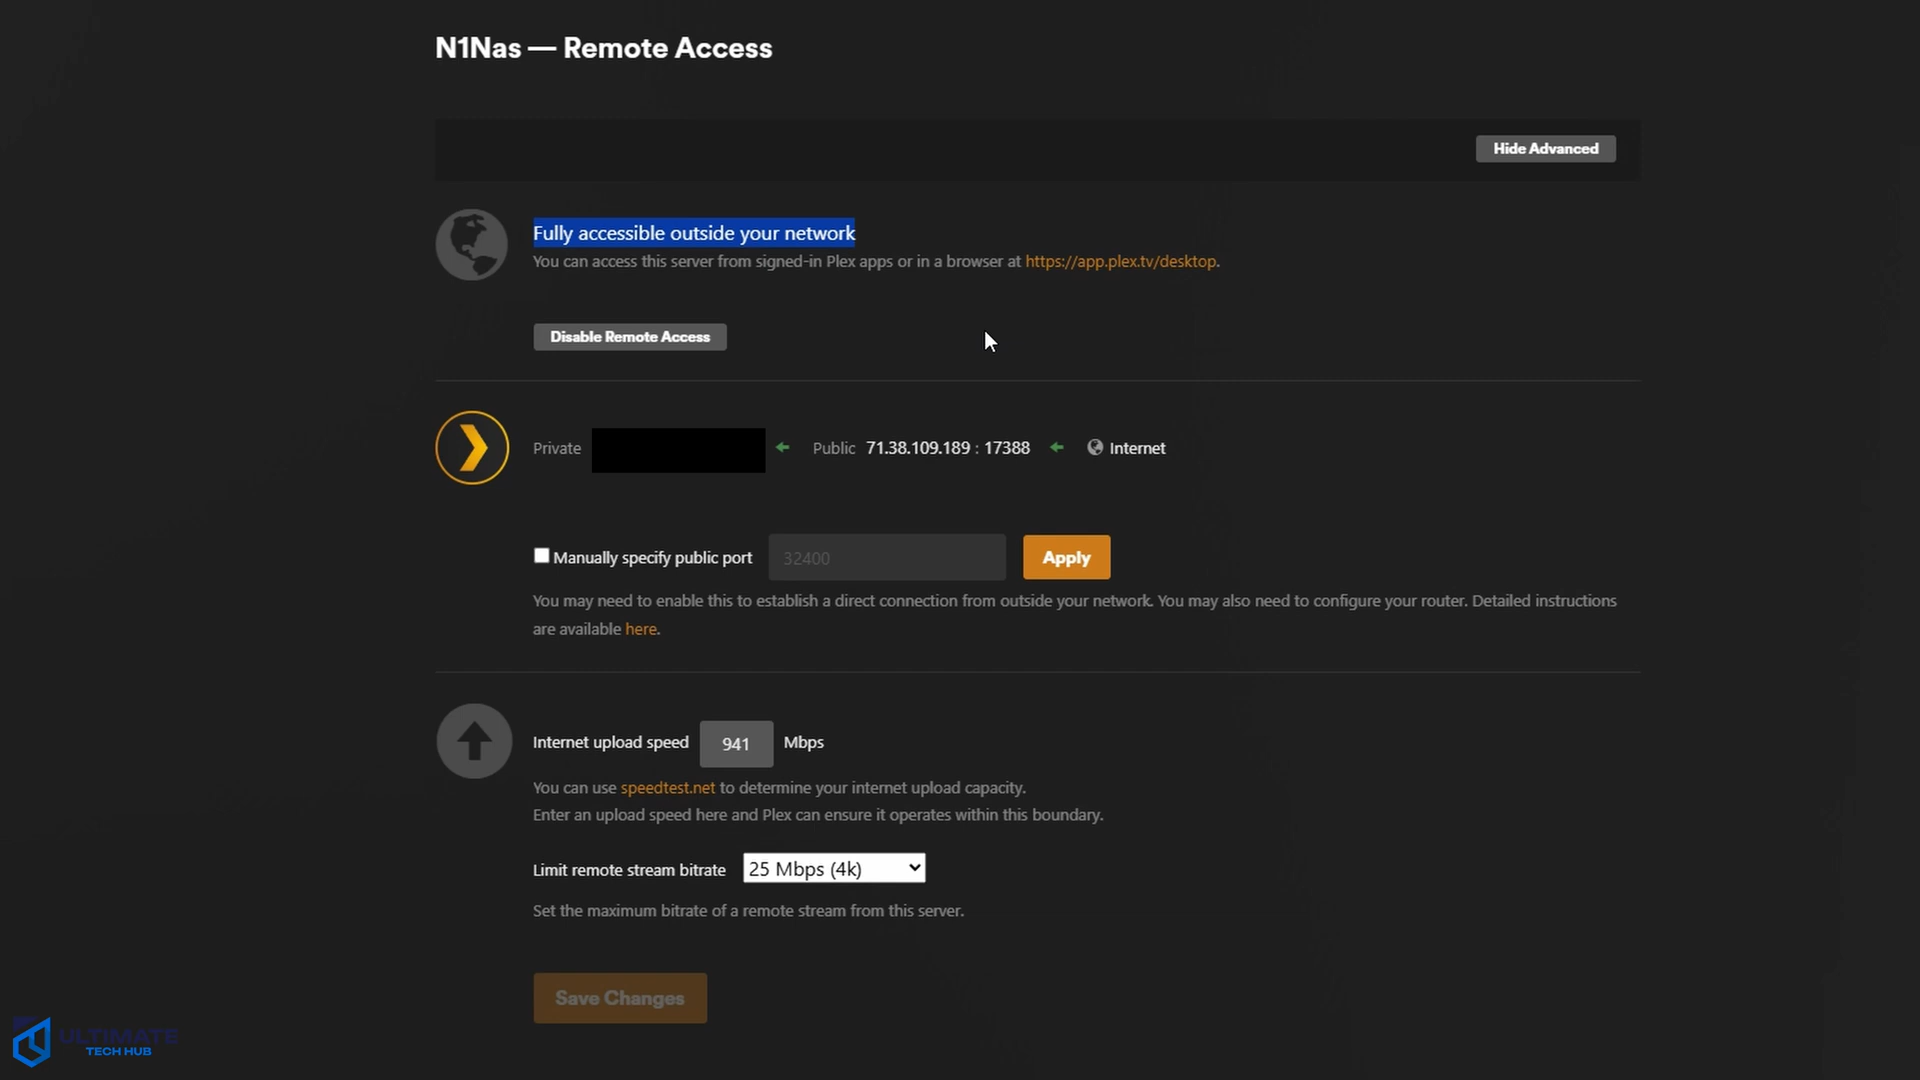 N1Nas — Remote Access
Hide Advanced
Fully accessible outside your network
You can access this server from signed-in Plex apps or in a browser at https://app.plex.tv/desktop.
Disable Remote Access
Private
Public 71.38.109.189 : 17388
Internet
Manually specify public port
32400
Apply
You may need to enable this to establish a direct connection from outside your network. You may also need to configure your router. Detailed instructions
are available here.
Internet upload speed 941 Mbps
You can use speedtest.net to determine your internet upload capacity.
Enter an upload speed here and Plex can ensure it operates within this boundary.
Limit remote stream bitrate 25 Mbps (4k)
Set the maximum bitrate of a remote stream from this server.
Save Changes
ULTIMATE
TECH HUB